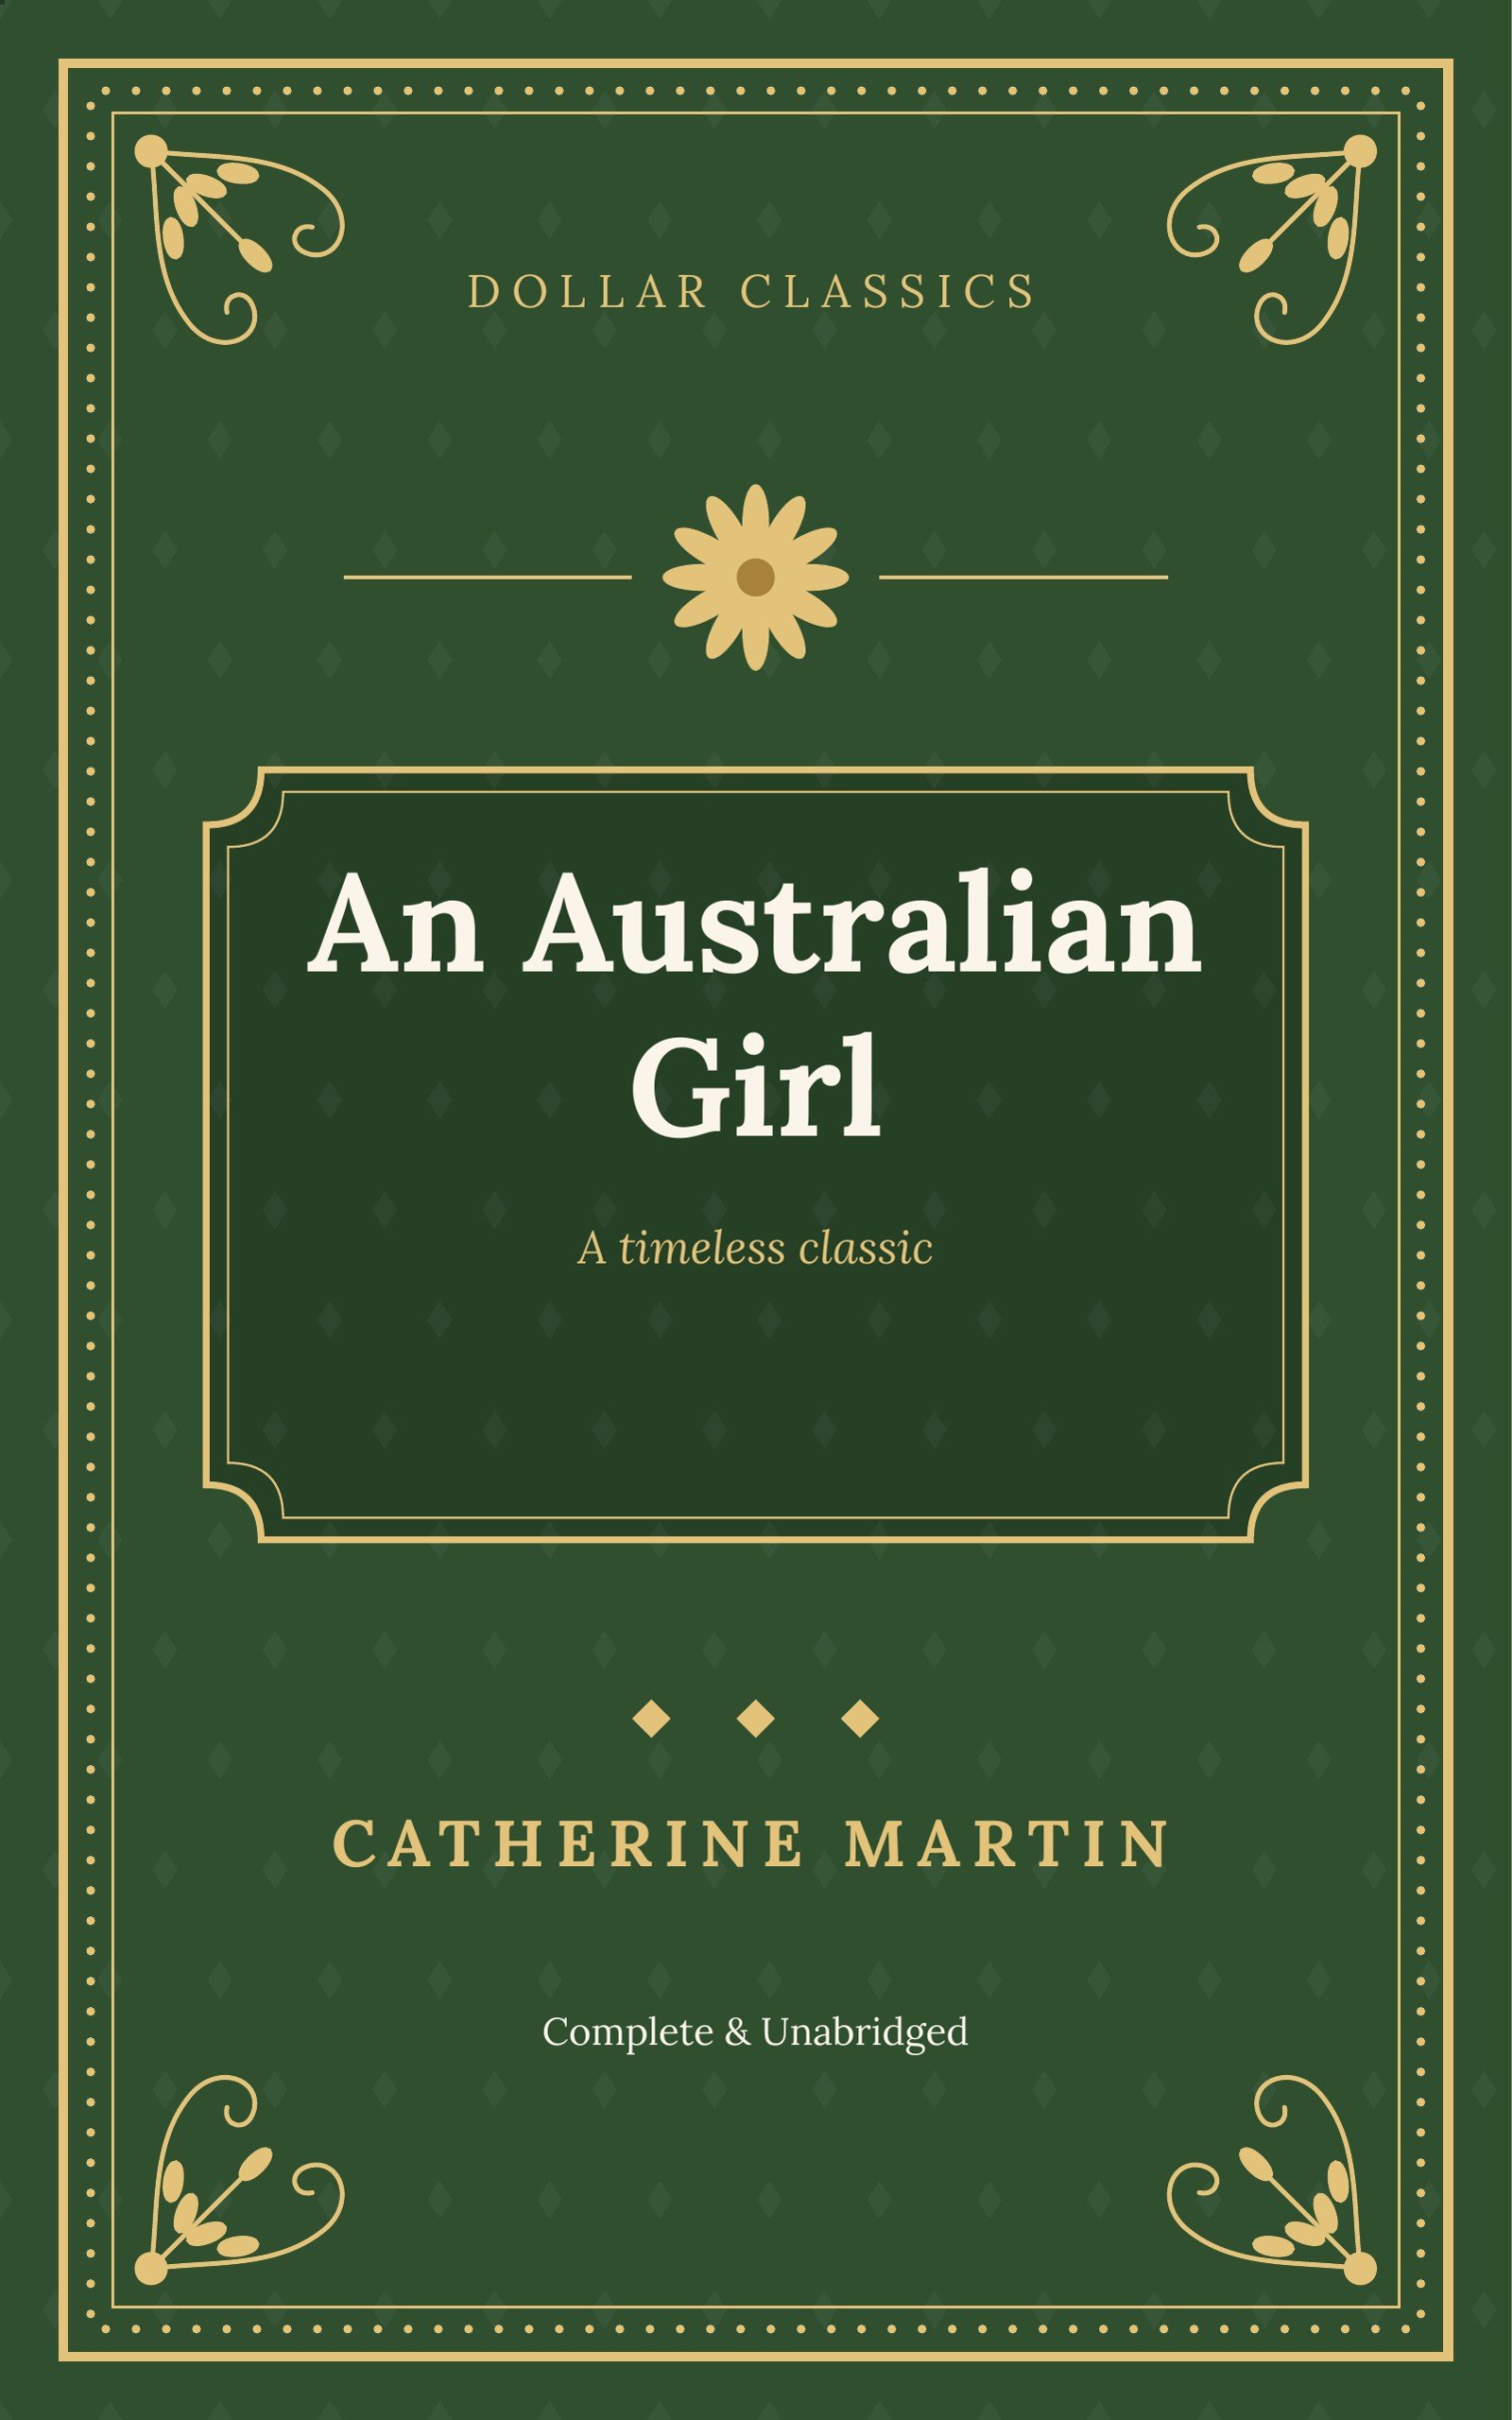 DOLLAR CLASSICS
An Australian
Girl
A timeless classic
CATHERINE MARTIN
Complete & Unabridged